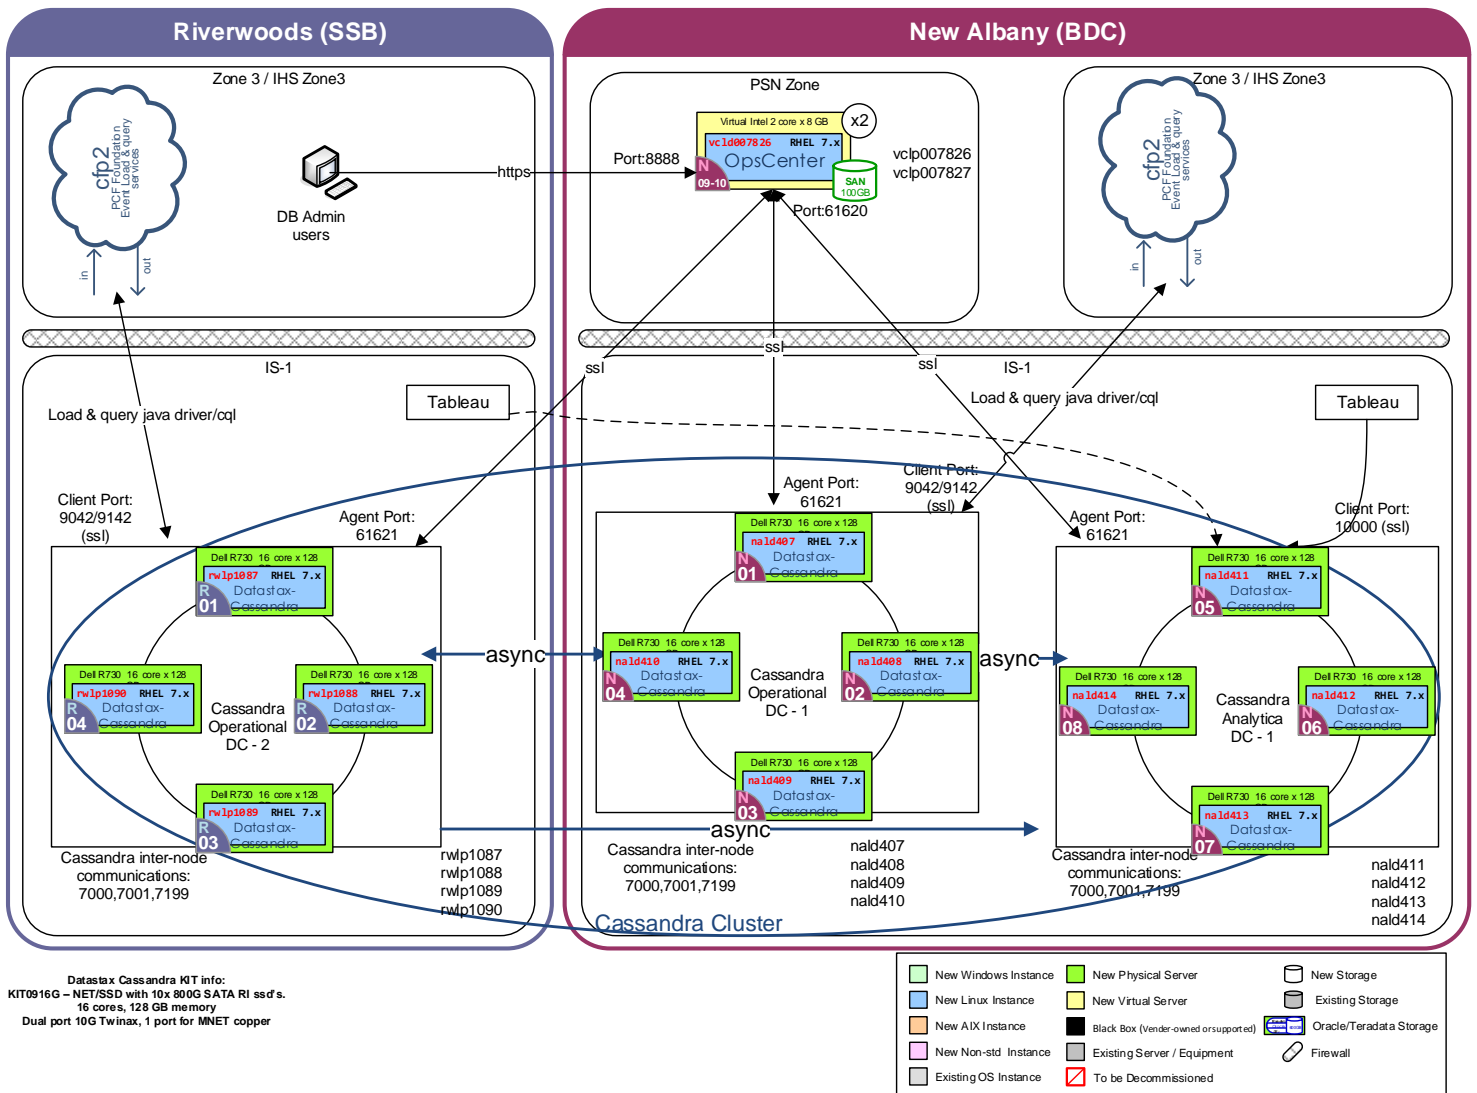 Riverwoods (SSB)
New Albany (BDC)
Zone 3 / IHS Zone3
cfp2
PCF Foundation
Event Load & query
services
in
out
DB Admin
users
https
PSN Zone
Virtual Intel 2 core x 8 GB
x2
vcld007826 RHEL 7.x
OpsCenter
N
09-10
SAN
100GB
Port:8888
Port:61620
vclp007826
vclp007827
Zone 3 / IHS Zone3
cfp2
PCF Foundation
Event Load & query
services
in
out
IS-1
Load & query java driver/cql
Tableau
ssl
ssl
ssl
IS-1
Load & query java driver/cql
Tableau
Client Port:
9042/9142
(ssl)
Agent Port:
61621
Agent Port:
61621
Client Port:
9042/9142
(ssl)
Agent Port:
61621
Client Port:
10000 (ssl)
Dell R730 16 core x 128
rwlp1087 RHEL 7.x
Datastax-
Cassandra
R
01
Dell R730 16 core x 128
rwlp1090 RHEL 7.x
Datastax-
Cassandra
R
04
Dell R730 16 core x 128
rwlp1088 RHEL 7.x
Datastax-
Cassandra
R
02
Cassandra
Operational
DC - 2
Dell R730 16 core x 128
rwlp1089 RHEL 7.x
Datastax-
Cassandra
R
03
async
Dell R730 16 core x 128
nald407 RHEL 7.x
Datastax-
Cassandra
N
01
Dell R730 16 core x 128
nald410 RHEL 7.x
Datastax-
Cassandra
N
04
Dell R730 16 core x 128
nald408 RHEL 7.x
Datastax-
Cassandra
N
02
Cassandra
Operational
DC - 1
Dell R730 16 core x 128
nald409 RHEL 7.x
Datastax-
Cassandra
N
03
async
async
Dell R730 16 core x 128
nald411 RHEL 7.x
Datastax-
Cassandra
N
05
Dell R730 16 core x 128
nald414 RHEL 7.x
Datastax-
Cassandra
N
08
Dell R730 16 core x 128
nald412 RHEL 7.x
Datastax-
Cassandra
N
06
Cassandra
Analytica
DC - 1
Dell R730 16 core x 128
nald413 RHEL 7.x
Datastax-
Cassandra
N
07
Cassandra inter-node
communications:
7000,7001,7199
rwlp1087
rwlp1088
rwlp1089
rwlp1090
Cassandra inter-node
communications:
7000,7001,7199
nald407
nald408
nald409
nald410
Cassandra inter-node
communications:
7000,7001,7199
nald411
nald412
nald413
nald414
Cassandra Cluster
Datastax Cassandra KIT info:
KIT0916G – NET/SSD with 10x 800G SATA RI ssd's.
16 cores, 128 GB memory
Dual port 10G Twinax, 1 port for MNET copper
New Windows Instance
New Linux Instance
New AIX Instance
New Non-std Instance
Existing OS Instance
New Physical Server
New Virtual Server
Black Box (Vender-owned or supported)
Existing Server / Equipment
To be Decommissioned
New Storage
Existing Storage
Oracle/Teradata Storage
Firewall